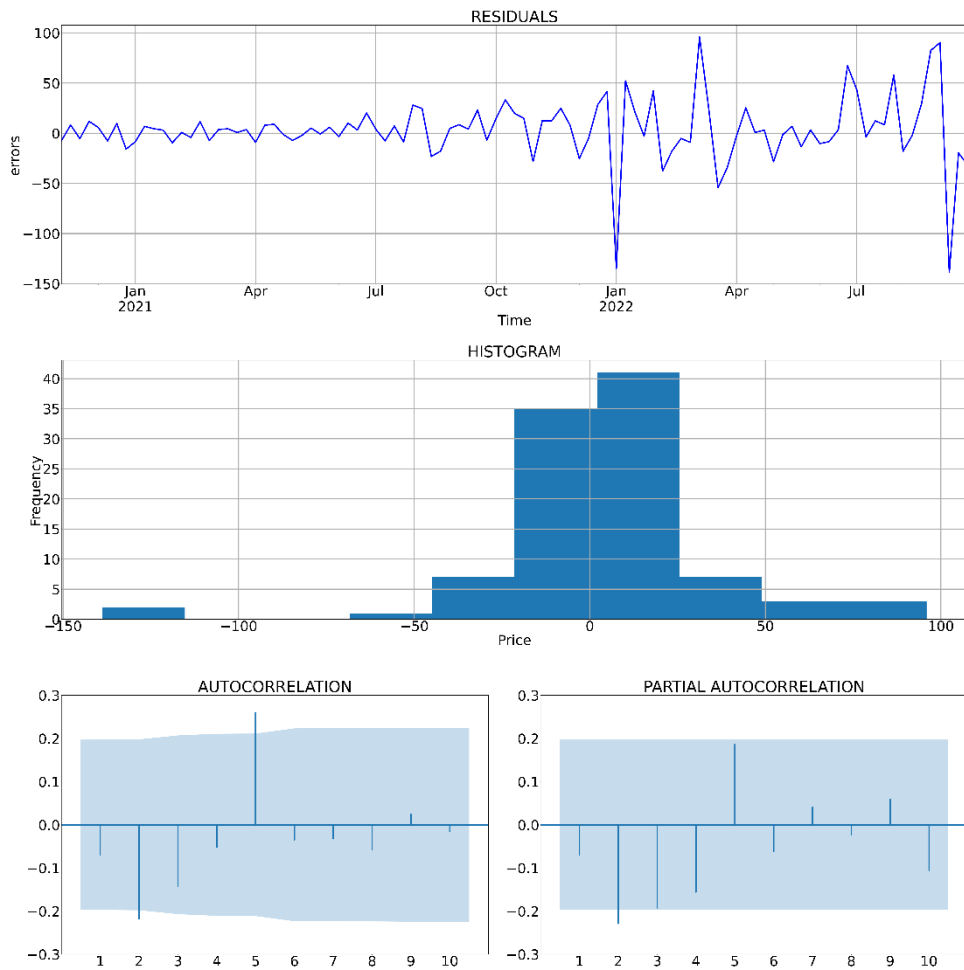 RESIDUALS
100
50
0
−50
−100
−150
errors
Jan
2021
Apr
Jul
Oct
Jan
2022
Apr
Jul
Time
HISTOGRAM
40
35
30
25
20
15
10
5
0
Frequency
−150
−100
−50
0
50
100
Price
AUTOCORRELATION
0.3
0.2
0.1
0.0
−0.1
−0.2
−0.3
1 2 3 4 5 6 7 8 9 10
PARTIAL AUTOCORRELATION
0.3
0.2
0.1
0.0
−0.1
−0.2
−0.3
1 2 3 4 5 6 7 8 9 10